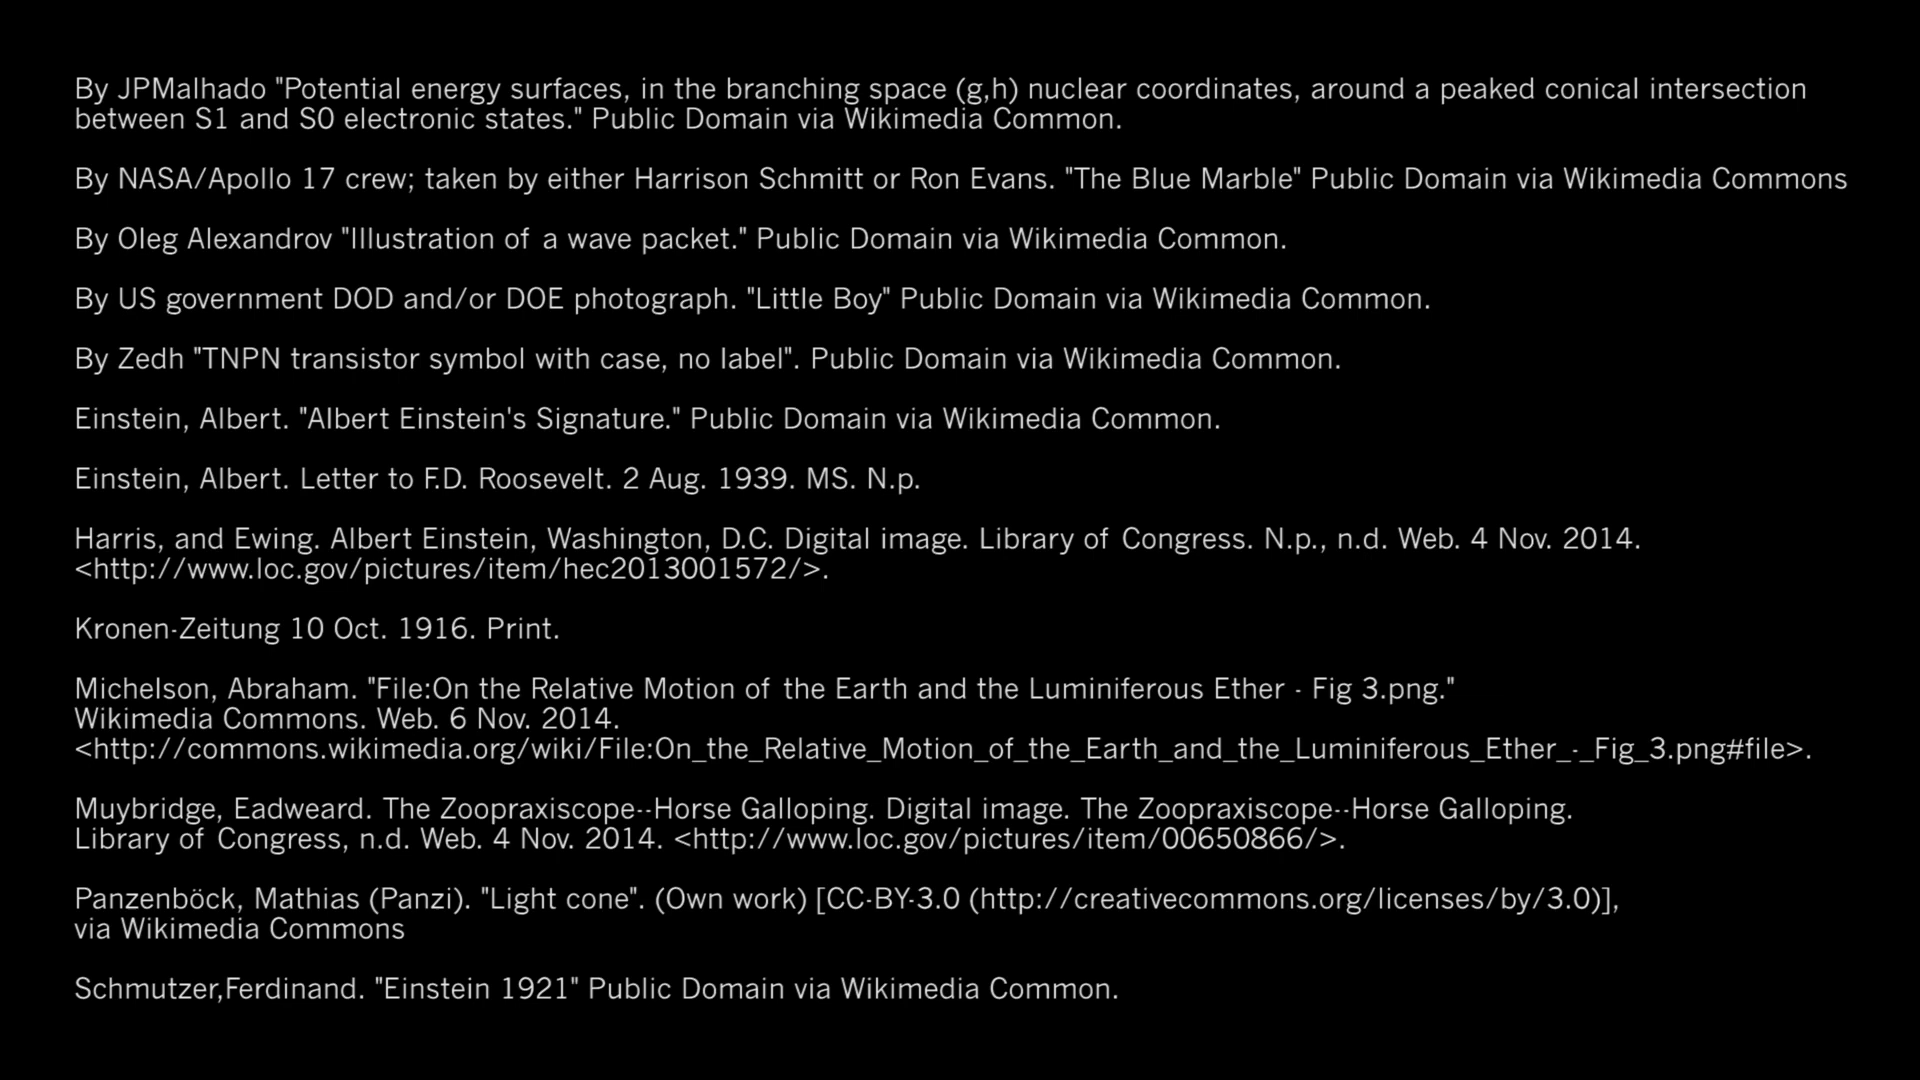 By JPMalhado "Potential energy surfaces, in the branching space (g,h) nuclear coordinates, around a peaked conical intersection
between S1 and S0 electronic states." Public Domain via Wikimedia Common.
By NASA/Apollo 17 crew; taken by either Harrison Schmitt or Ron Evans. "The Blue Marble" Public Domain via Wikimedia Commons
By Oleg Alexandrov "Illustration of a wave packet." Public Domain via Wikimedia Common.
By US government DOD and/or DOE photograph. "Little Boy" Public Domain via Wikimedia Common.
By Zedh "TNPN transistor symbol with case, no label". Public Domain via Wikimedia Common.
Einstein, Albert. "Albert Einstein's Signature." Public Domain via Wikimedia Common.
Einstein, Albert. Letter to F.D. Roosevelt. 2 Aug. 1939. MS. N.p.
Harris, and Ewing. Albert Einstein, Washington, D.C. Digital image. Library of Congress. N.p., n.d. Web. 4 Nov. 2014.
<http://www.loc.gov/pictures/item/hec2013001572/>.
Kronen-Zeitung 10 Oct. 1916. Print.
Michelson, Abraham. "File:On the Relative Motion of the Earth and the Luminiferous Ether - Fig 3.png."
Wikimedia Commons. Web. 6 Nov. 2014.
<http://commons.wikimedia.org/wiki/File:On_the_Relative_Motion_of_the_Earth_and_the_Luminiferous_Ether_-_Fig_3.png#file>.
Muybridge, Eadweard. The Zoopraxiscope--Horse Galloping. Digital image. The Zoopraxiscope--Horse Galloping.
Library of Congress, n.d. Web. 4 Nov. 2014. <http://www.loc.gov/pictures/item/00650866/>.
Panzenböck, Mathias (Panzi). "Light cone". (Own work) [CC-BY-3.0 (http://creativecommons.org/licenses/by/3.0)],
via Wikimedia Commons
Schmutzer,Ferdinand. "Einstein 1921" Public Domain via Wikimedia Common.